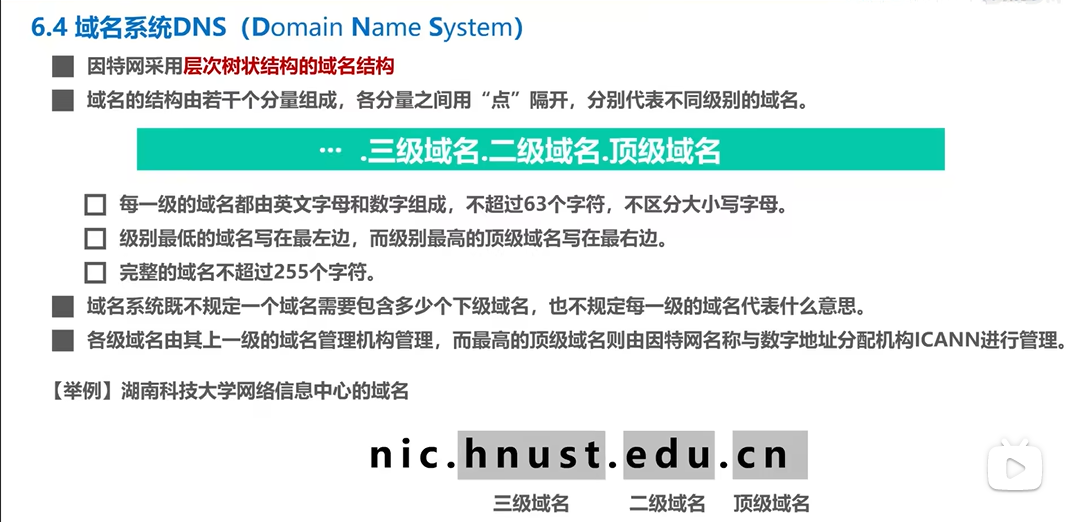 6.4 域名系统DNS（Domain Name System）
因特网采用层次树状结构的域名结构
域名的结构由若干个分量组成，各分量之间用“点”隔开，分别代表不同级别的域名。
… .三级域名.二级域名.顶级域名
每一级的域名都由英文字母和数字组成，不超过63个字符，不区分大小写字母。
级别最低的域名写在最左边，而级别最高的顶级域名写在最右边。
完整的域名不超过255个字符。
域名系统既不规定一个域名需要包含多少个下级域名，也不规定每一级的域名代表什么意思。
各级域名由其上一级的域名管理机构管理，而最高的顶级域名则由因特网名称与数字地址分配机构ICANN进行管理。
【举例】湖南科技大学网络信息中心的域名
nic.hnust.edu.cn
三级域名 二级域名 顶级域名